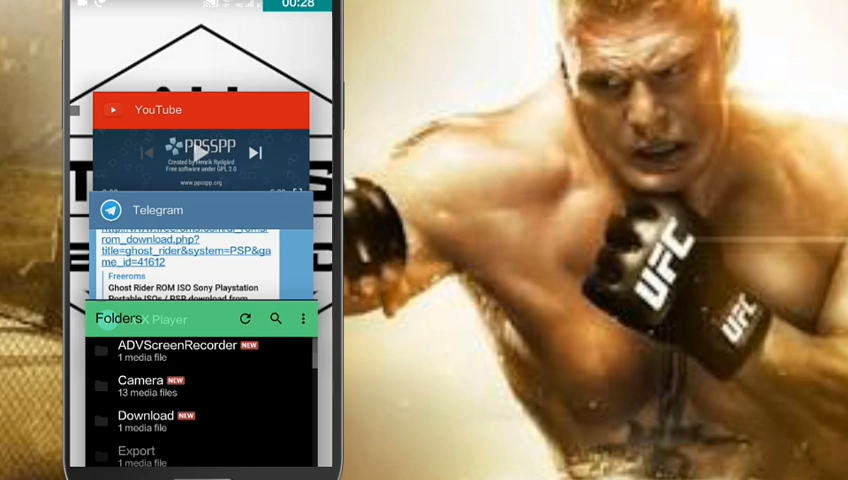 00:28
YouTube
PPSSPP
Created by Henrik Rydgård
Free software under GPL 2.0
www.ppsspp.org
Telegram
rom_download.php?
title=ghost_rider&system=PSP&ga
me_id=41612
Freeroms
Ghost Rider ROM ISO Sony Playstation
Portable ISOs / PSP download from
Folders
Player
ADVScreenRecorder NEW
1 media file
Camera NEW
13 media files
Download NEW
1 media file
Export
1 media file
UFC
UFC